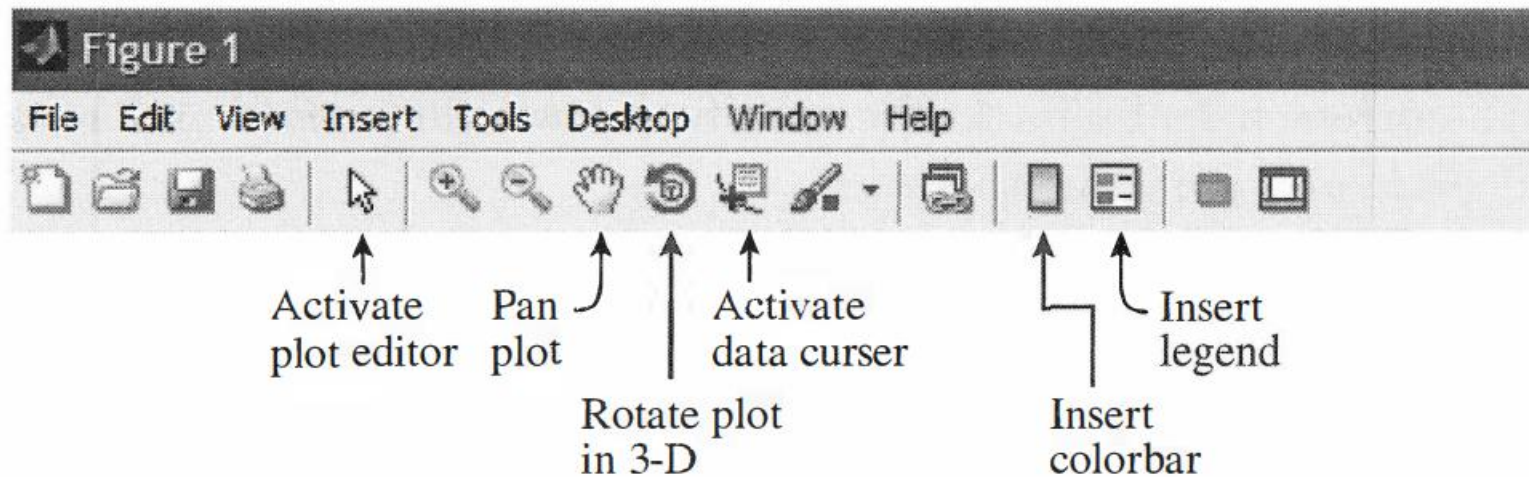 Figure 1
File Edit View Insert Tools Desktop Window Help
Activate
plot editor
Pan
plot
Activate
data curser
Insert
legend
Rotate plot
in 3-D
Insert
colorbar